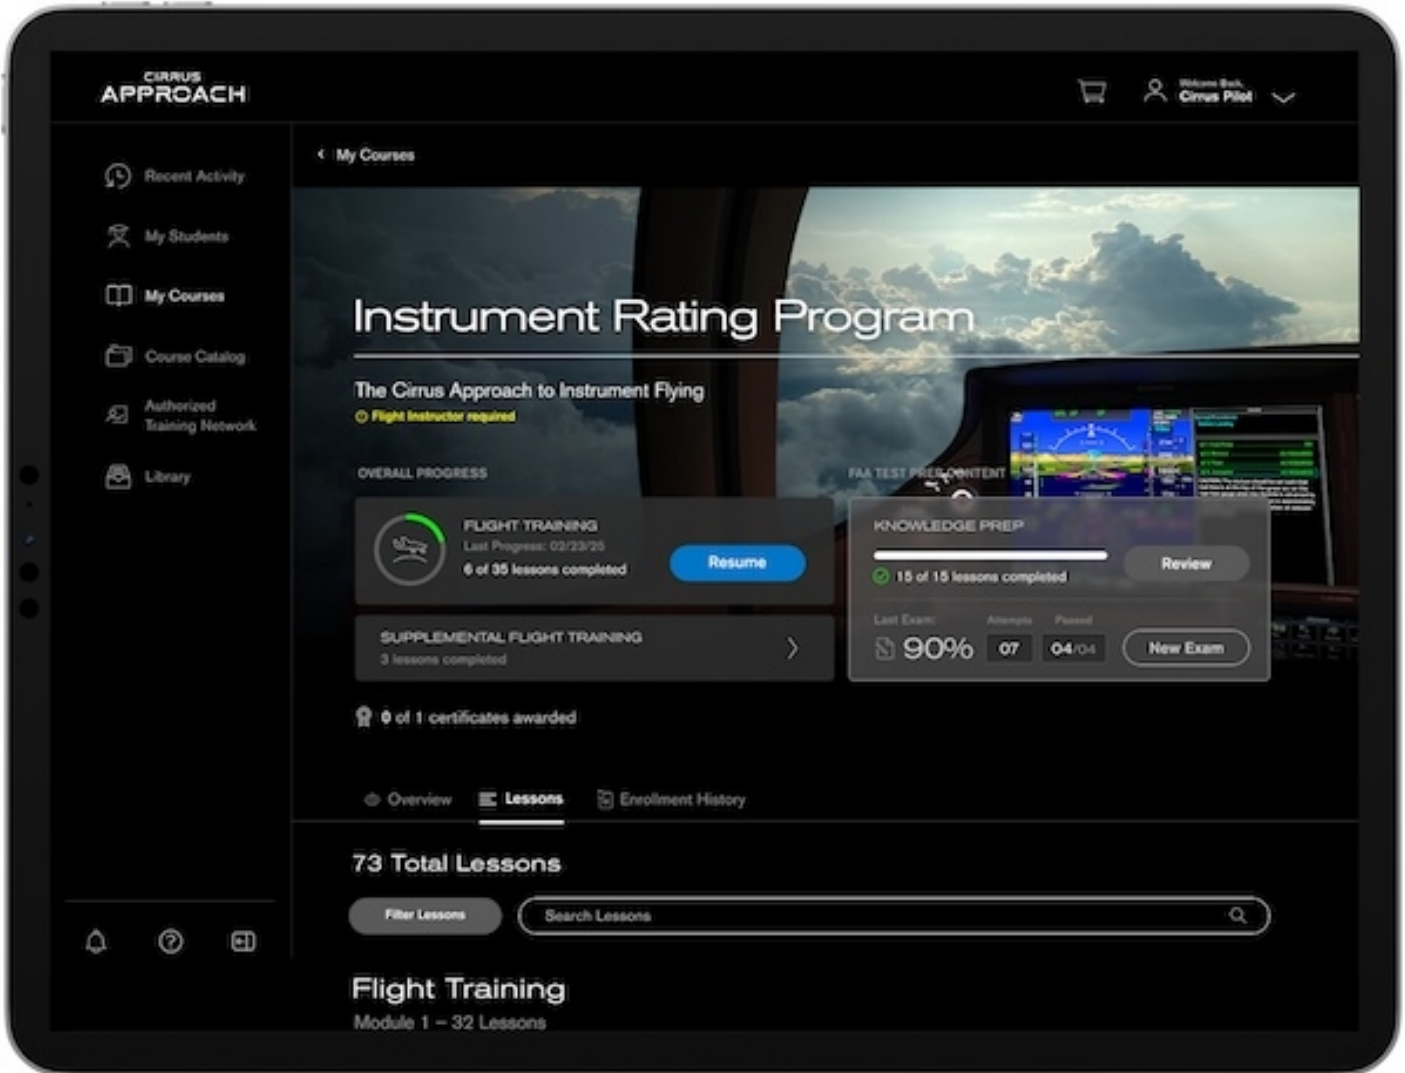 CIRRUS
APPROACH
Welcome Back,
Cirrus Pilot
Recent Activity
My Students
My Courses
Course Catalog
Authorized
Training Network
Library
My Courses
Instrument Rating Program
The Cirrus Approach to Instrument Flying
Flight Instructor required
OVERALL PROGRESS
FLIGHT TRAINING
Last Progress: 02/23/25
6 of 35 lessons completed
Resume
SUPPLEMENTAL FLIGHT TRAINING
3 lessons completed
FAA TEST PREP CONTENT
KNOWLEDGE PREP
15 of 15 lessons completed
Review
Last Exam:
Attempts
Passed
90%
07
04/04
New Exam
0 of 1 certificates awarded
Overview
Lessons
Enrollment History
73 Total Lessons
Filter Lessons
Search Lessons
Flight Training
Module 1 – 32 Lessons